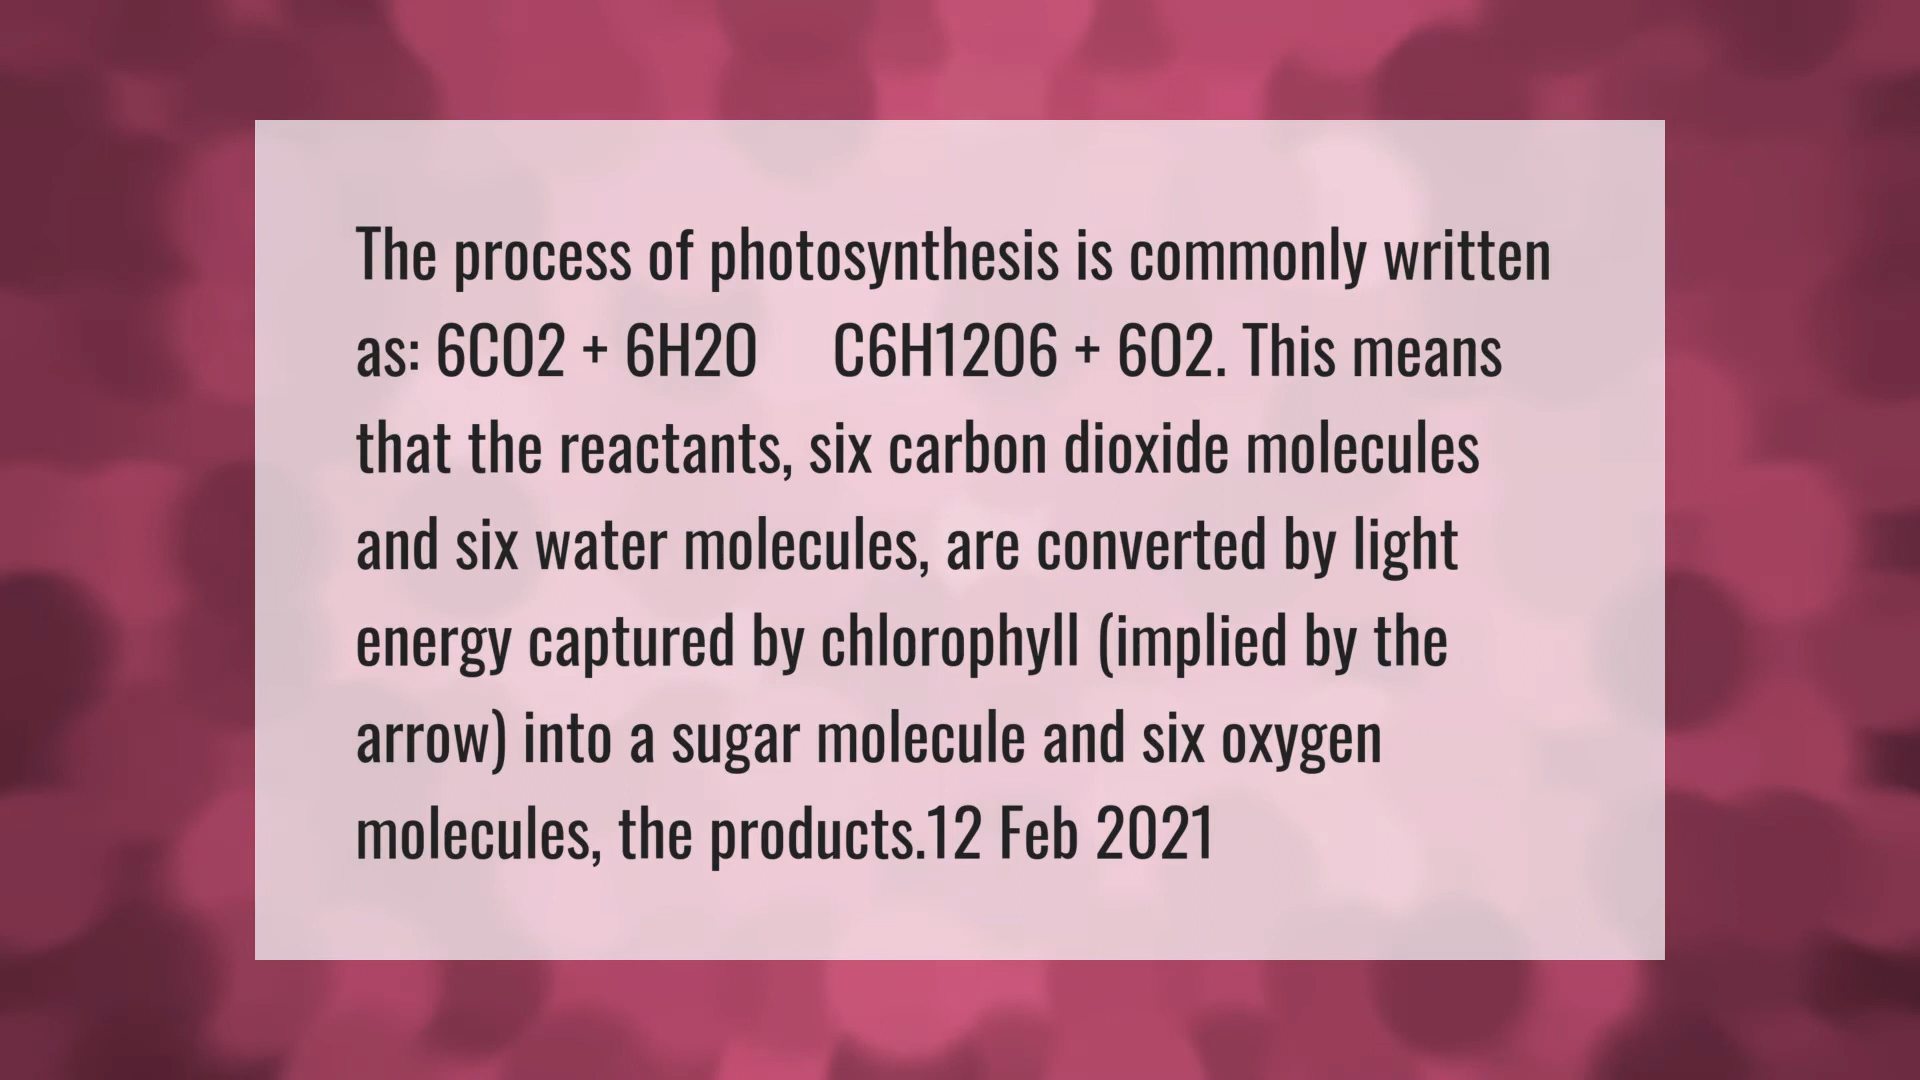 The process of photosynthesis is commonly written
as: 6CO2 + 6H2O C6H12O6 + 6O2. This means
that the reactants, six carbon dioxide molecules
and six water molecules, are converted by light
energy captured by chlorophyll (implied by the
arrow) into a sugar molecule and six oxygen
molecules, the products.12 Feb 2021